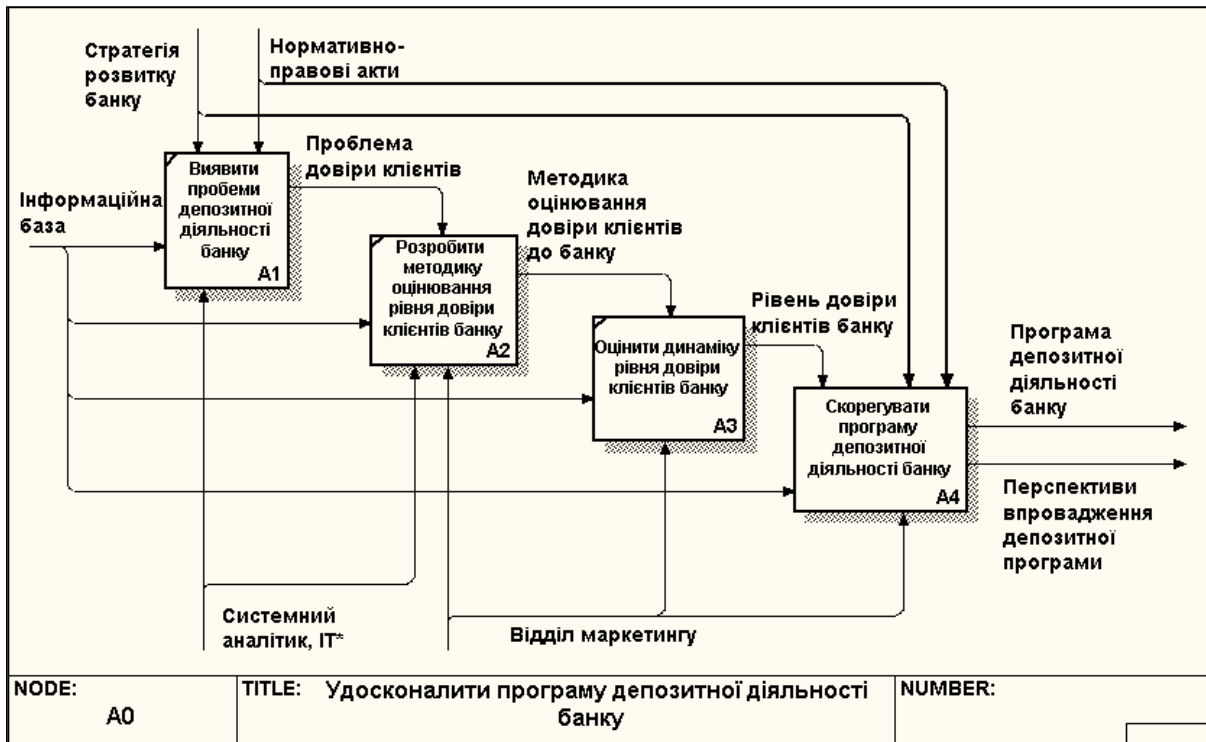 Стратегія
розвитку
банку
Нормативно-
правові акти
Проблема
довіри клієнтів
Інформаційна
база
Виявити
пробеми
депозитної
діяльності
банку
A1
Методика
оцінювання
довіри клієнтів
до банку
Розробити
методику
оцінювання
рівня довіри
клієнтів банку
A2
Рівень довіри
клієнтів банку
Оцінити динаміку
рівня довіри
клієнтів банку
A3
Програма
депозитної
діяльності
банку
Скорегувати
програму
депозитної
діяльності банку
A4
Перспективи
впровадження
депозитної
програми
Системний
аналітик, ІТ*
Відділ маркетингу
NODE:
A0
TITLE: Удосконалити програму депозитної діяльності
банку
NUMBER: